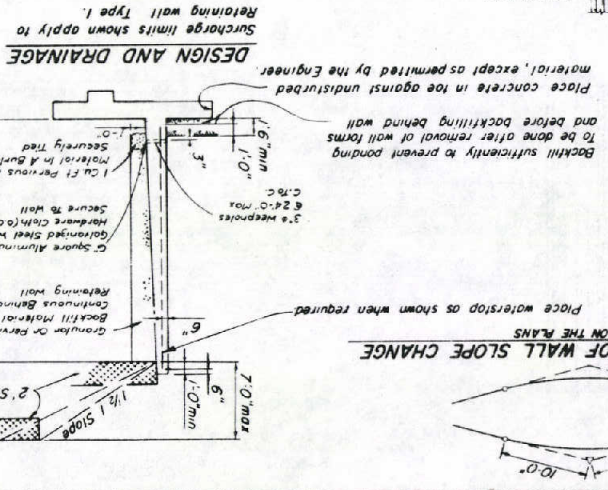 10'-0"
OF WALL SLOPE CHANGE
ON THE PLANS
Place waterstop as shown when required
Backfill sufficiently to prevent ponding
To be done after removal of wall forms
and before backfilling behind wall
Place concrete in toe against undisturbed
material, except as permitted by the Engineer.
7'-0" max
1'-0" min
6"
1½:1 Slope
2'
6"
Granular Or
Backfill Material
Continuous Behind
Retaining Wall
6" Square
Galvanized Steel
Hardware Cloth
Secure To Wall
3"ø Weepholes
@ 24'-0" Max
C. To C.
1 Cu. Ft. Pervious
Material In A
Securely Tied
3"
1'-0"
1'-6" min
1'-0"
DESIGN AND DRAINAGE
Surcharge limits shown apply to
Retaining wall Type 1.